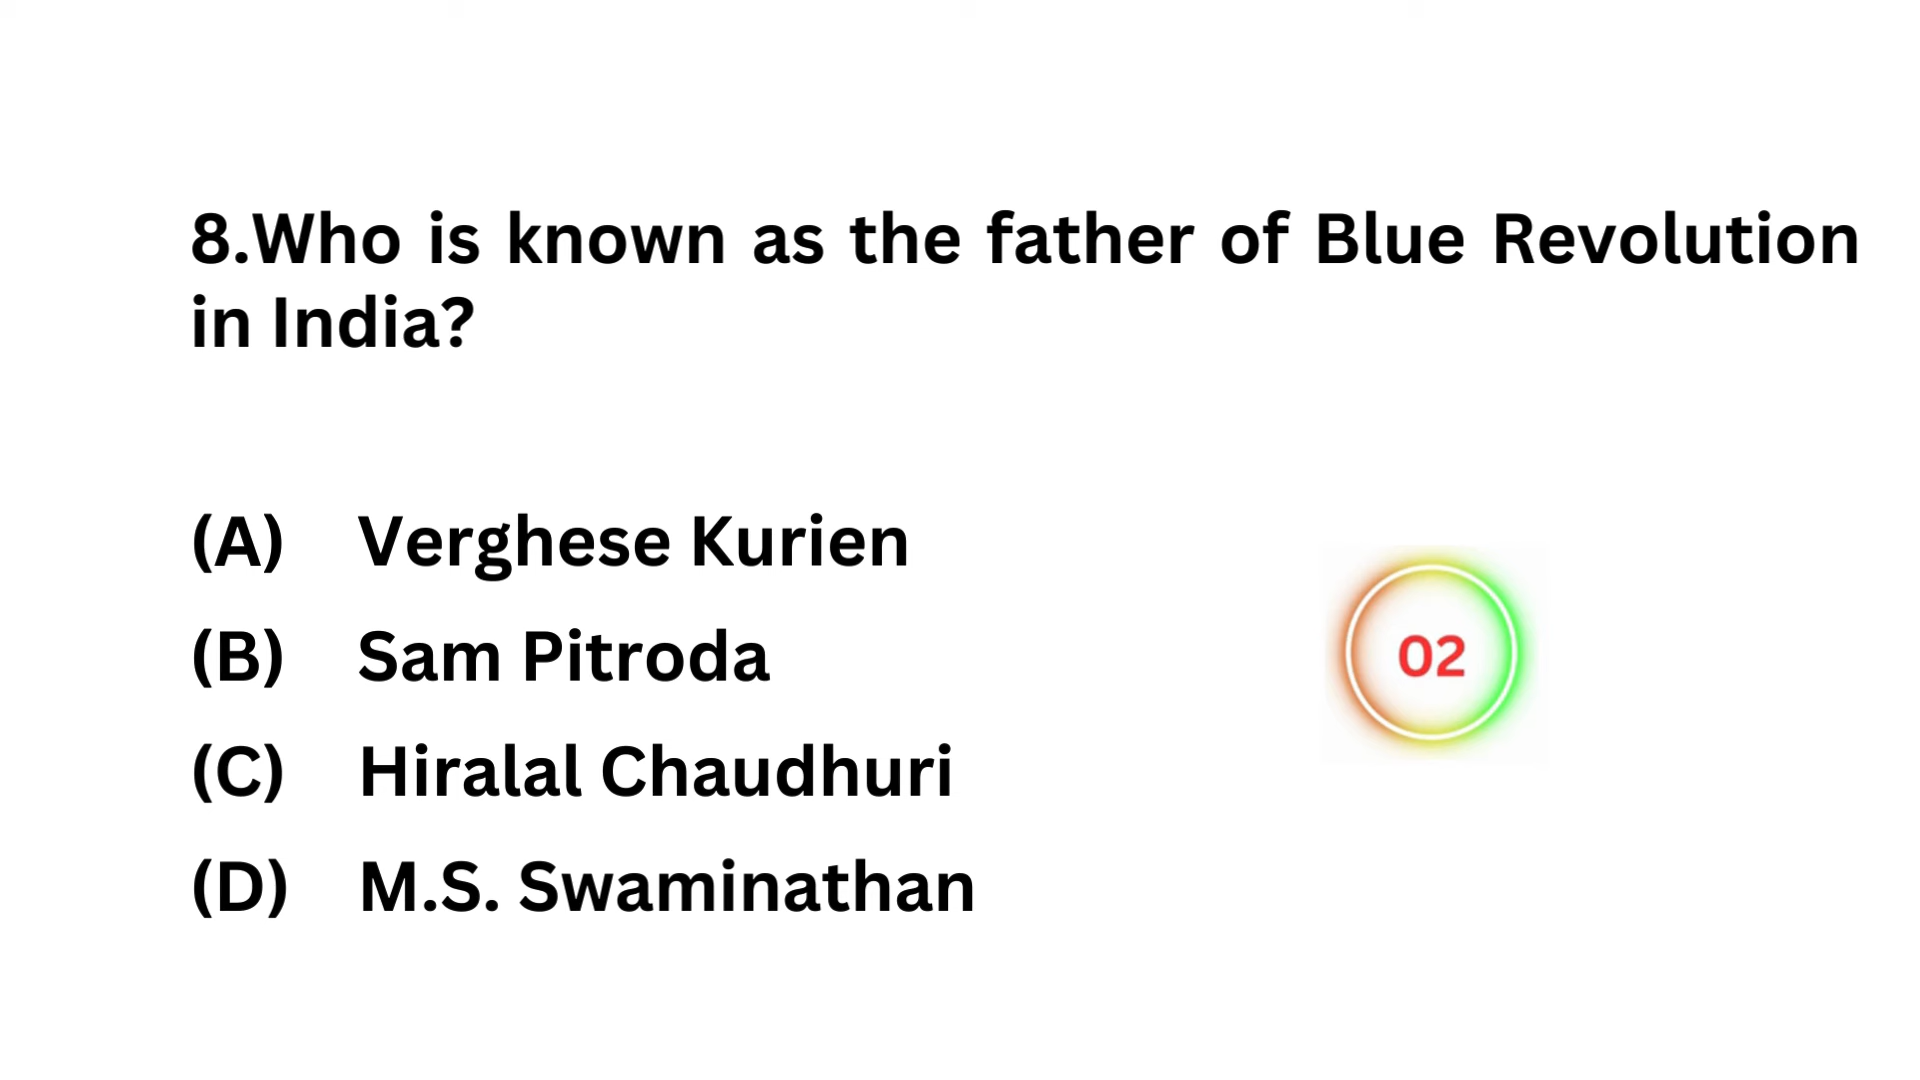 8.Who is known as the father of Blue Revolution
in India?
(A) Verghese Kurien
(B) Sam Pitroda
02
(C) Hiralal Chaudhuri
(D) M.S. Swaminathan